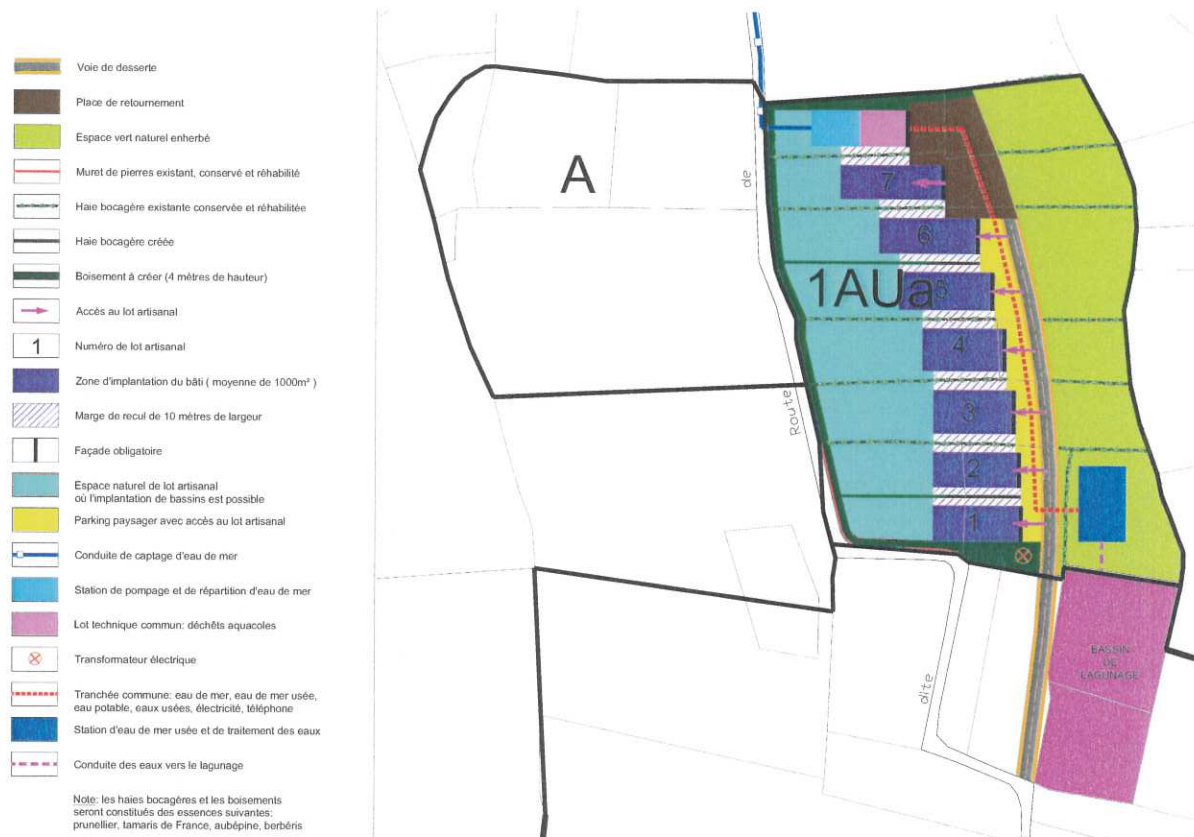 Voie de desserte
Place de retournement
Espace vert naturel enherbé
Muret de pierres existant, conservé et réhabilité
Haie bocagère existante conservée et réhabilitée
Haie bocagère créée
Boisement à créer (4 mètres de hauteur)
Accès au lot artisanal
1
Numéro de lot artisanal
Zone d'implantation du bâti ( moyenne de 1000m² )
Marge de recul de 10 mètres de largeur
Façade obligatoire
Espace naturel de lot artisanal
où l'implantation de bassins est possible
Parking paysager avec accès au lot artisanal
Conduite de captage d'eau de mer
Station de pompage et de répartition d'eau de mer
Lot technique commun: déchêts aquacoles
Transformateur électrique
Tranchée commune: eau de mer, eau de mer usée,
eau potable, eaux usées, électricité, téléphone
Station d'eau de mer usée et de traitement des eaux
Conduite des eaux vers le lagunage
Note: les haies bocagères et les boisements
seront constitués des essences suivantes:
prunellier, tamaris de France, aubépine, berbéris
A
de
Route
dite
1AUa
7
6
5
4
3
2
1
BASSIN
DE
LAGUNAGE